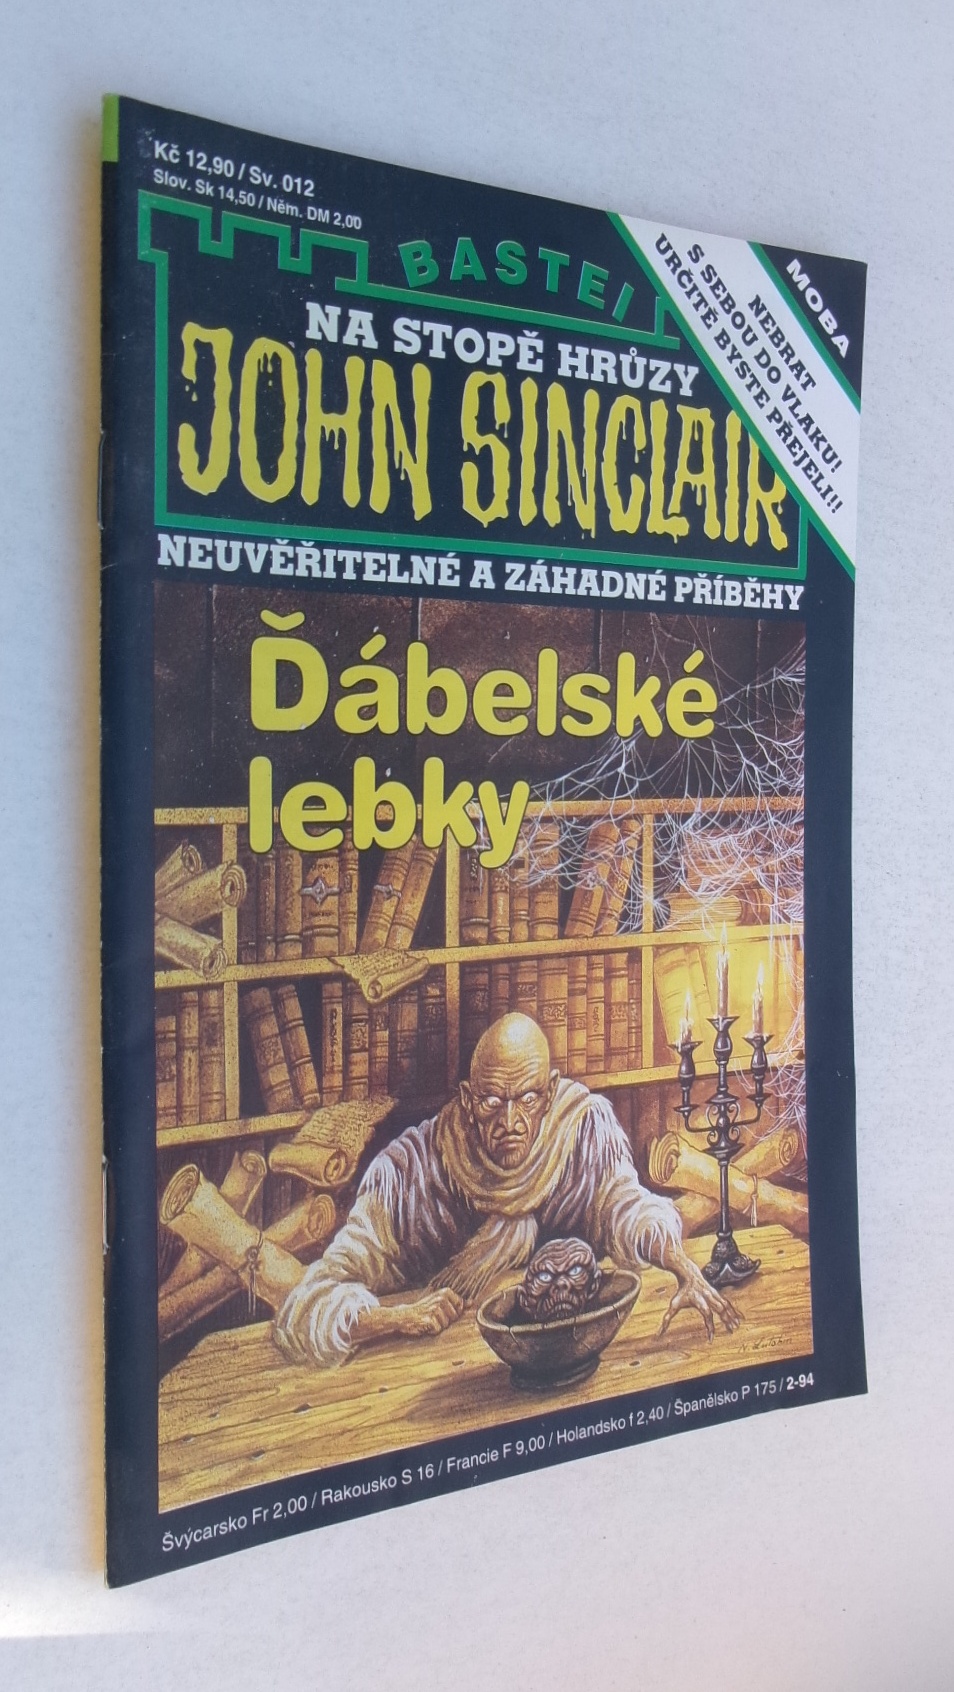 Kč 12,90 / Sv. 012
Slov. Sk 14,50 / Něm. DM 2,00
BASTEI
MOBA
NEBRAT
S SEBOU DO VLAKU!
URČITĚ BYSTE PŘEJELI!!
NA STOPĚ HRŮZY
JOHN SINCLAIR
NEUVĚŘITELNÉ A ZÁHADNÉ PŘÍBĚHY
Ďábelské
lebky
Švýcarsko Fr 2,00 / Rakousko S 16 / Francie F 9,00 / Holandsko f 2,40 / Španělsko P 175 / 2-94